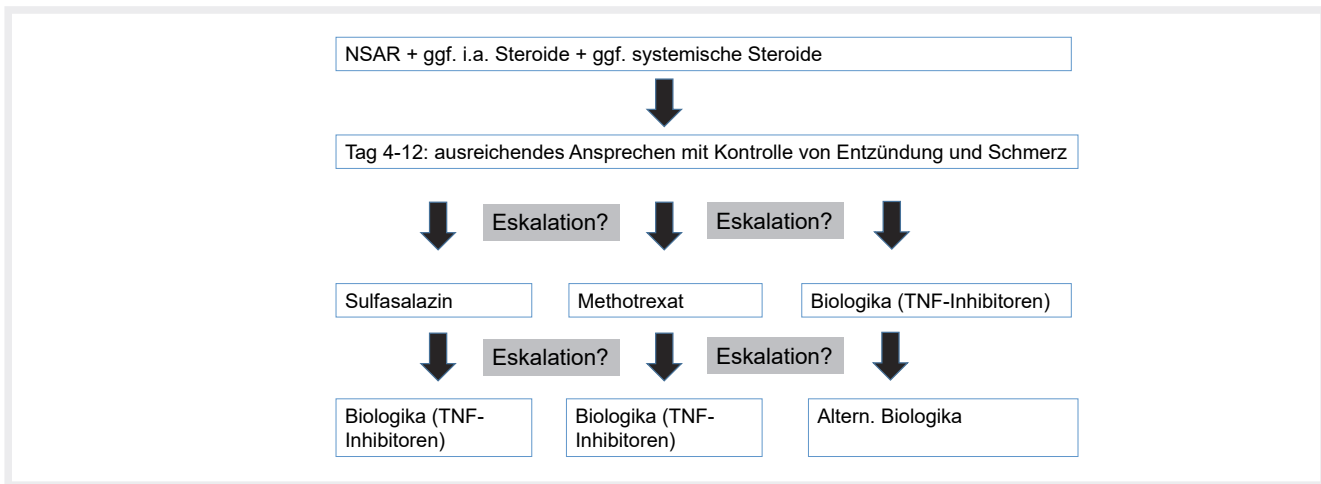 NSAR + ggf. i.a. Steroide + ggf. systemische Steroide
Tag 4-12: ausreichendes Ansprechen mit Kontrolle von Entzündung und Schmerz
Eskalation?
Eskalation?
Sulfasalazin
Methotrexat
Biologika (TNF-Inhibitoren)
Eskalation?
Eskalation?
Biologika (TNF-
Inhibitoren)
Biologika (TNF-
Inhibitoren)
Altern. Biologika